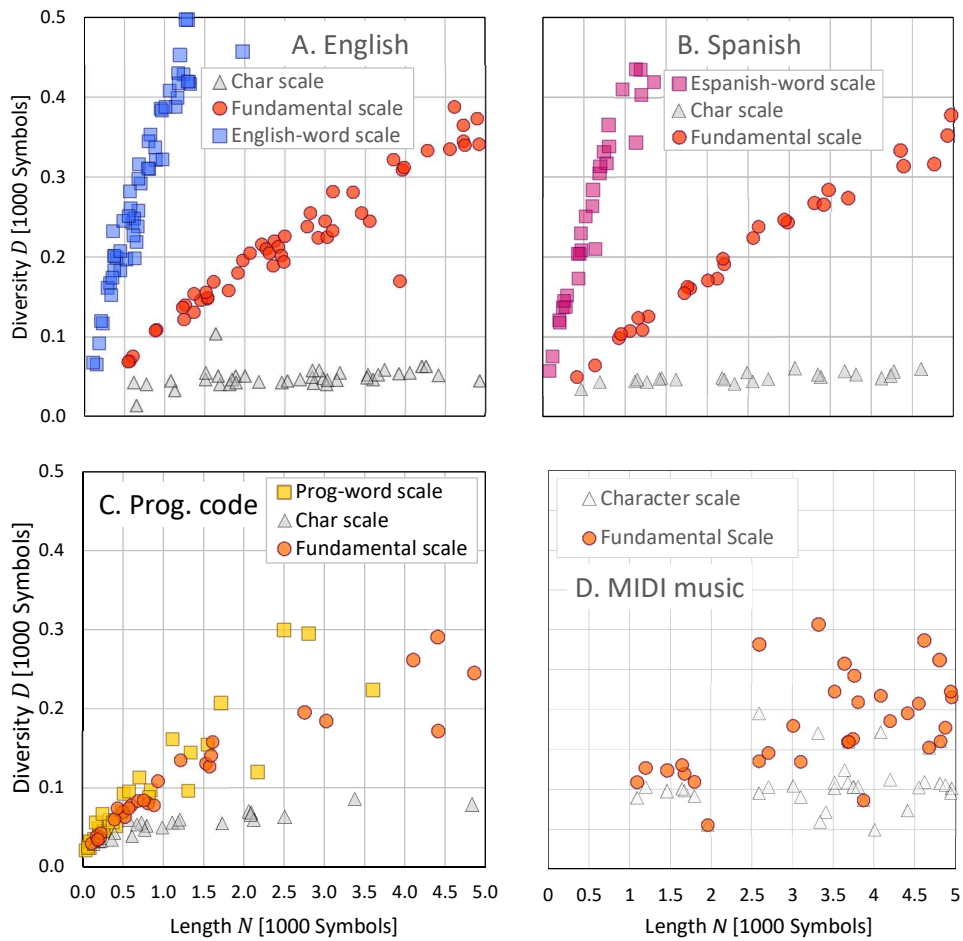 A. English
Char scale
Fundamental scale
English-word scale
Diversity D [1000 Symbols]
0.5
0.4
0.3
0.2
0.1
0.0
B. Spanish
Espanish-word scale
Char scale
Fundamental scale
C. Prog. code
Prog-word scale
Char scale
Fundamental scale
Diversity D [1000 Symbols]
0.5
0.4
0.3
0.2
0.1
0.0
0.0 0.5 1.0 1.5 2.0 2.5 3.0 3.5 4.0 4.5 5.0
Length N [1000 Symbols]
Character scale
Fundamental Scale
D. MIDI music
0 0.5 1 1.5 2 2.5 3 3.5 4 4.5 5
Length N [1000 Symbols]